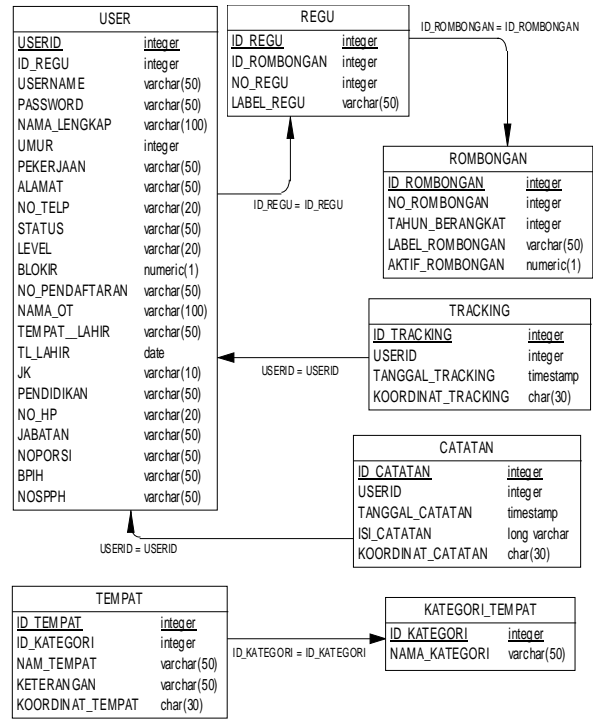 USER
USERID integer
ID_REGU integer
USERNAME varchar(50)
PASSWORD varchar(50)
NAMA_LENGKAP varchar(100)
UMUR integer
PEKERJAAN varchar(50)
ALAMAT varchar(50)
NO_TELP varchar(20)
STATUS varchar(50)
LEVEL varchar(20)
BLOKIR numeric(1)
NO_PENDAFTARAN varchar(50)
NAMA_OT varchar(100)
TEMPAT__LAHIR varchar(50)
TL_LAHIR date
JK varchar(10)
PENDIDIKAN varchar(50)
NO_HP varchar(20)
JABATAN varchar(50)
NOPORSI varchar(50)
BPIH varchar(50)
NOSPPH varchar(50)
REGU
ID_REGU integer
ID_ROMBONGAN integer
NO_REGU integer
LABEL_REGU varchar(50)
ID_ROMBONGAN = ID_ROMBONGAN
ID_REGU = ID_REGU
ROMBONGAN
ID_ROMBONGAN integer
NO_ROMBONGAN integer
TAHUN_BERANGKAT integer
LABEL_ROMBONGAN varchar(50)
AKTIF_ROMBONGAN numeric(1)
TRACKING
ID_TRACKING integer
USERID integer
TANGGAL_TRACKING timestamp
KOORDINAT_TRACKING char(30)
USERID = USERID
CATATAN
ID_CATATAN integer
USERID integer
TANGGAL_CATATAN timestamp
ISI_CATATAN long varchar
KOORDINAT_CATATAN char(30)
USERID = USERID
TEMPAT
ID_TEMPAT integer
ID_KATEGORI integer
NAM_TEMPAT varchar(50)
KETERANGAN varchar(50)
KOORDINAT_TEMPAT char(30)
ID_KATEGORI = ID_KATEGORI
KATEGORI_TEMPAT
ID_KATEGORI integer
NAMA_KATEGORI varchar(50)